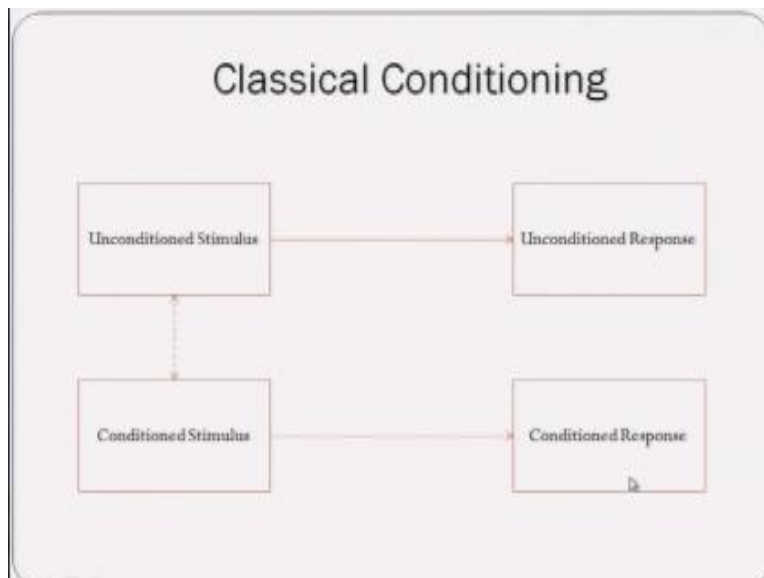 Classical Conditioning
Unconditioned Stimulus
Unconditioned Response
Conditioned Stimulus
Conditioned Response